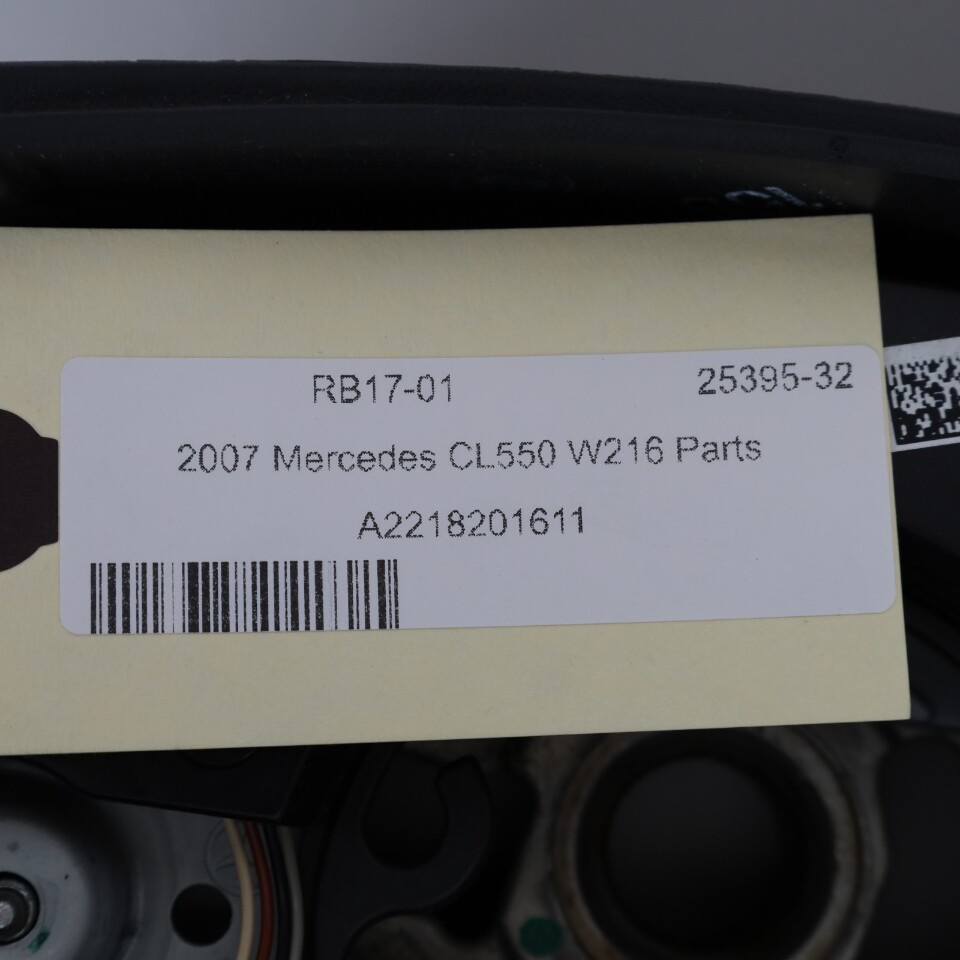 RB17-01 25395-32
2007 Mercedes CL550 W216 Parts
A2218201611